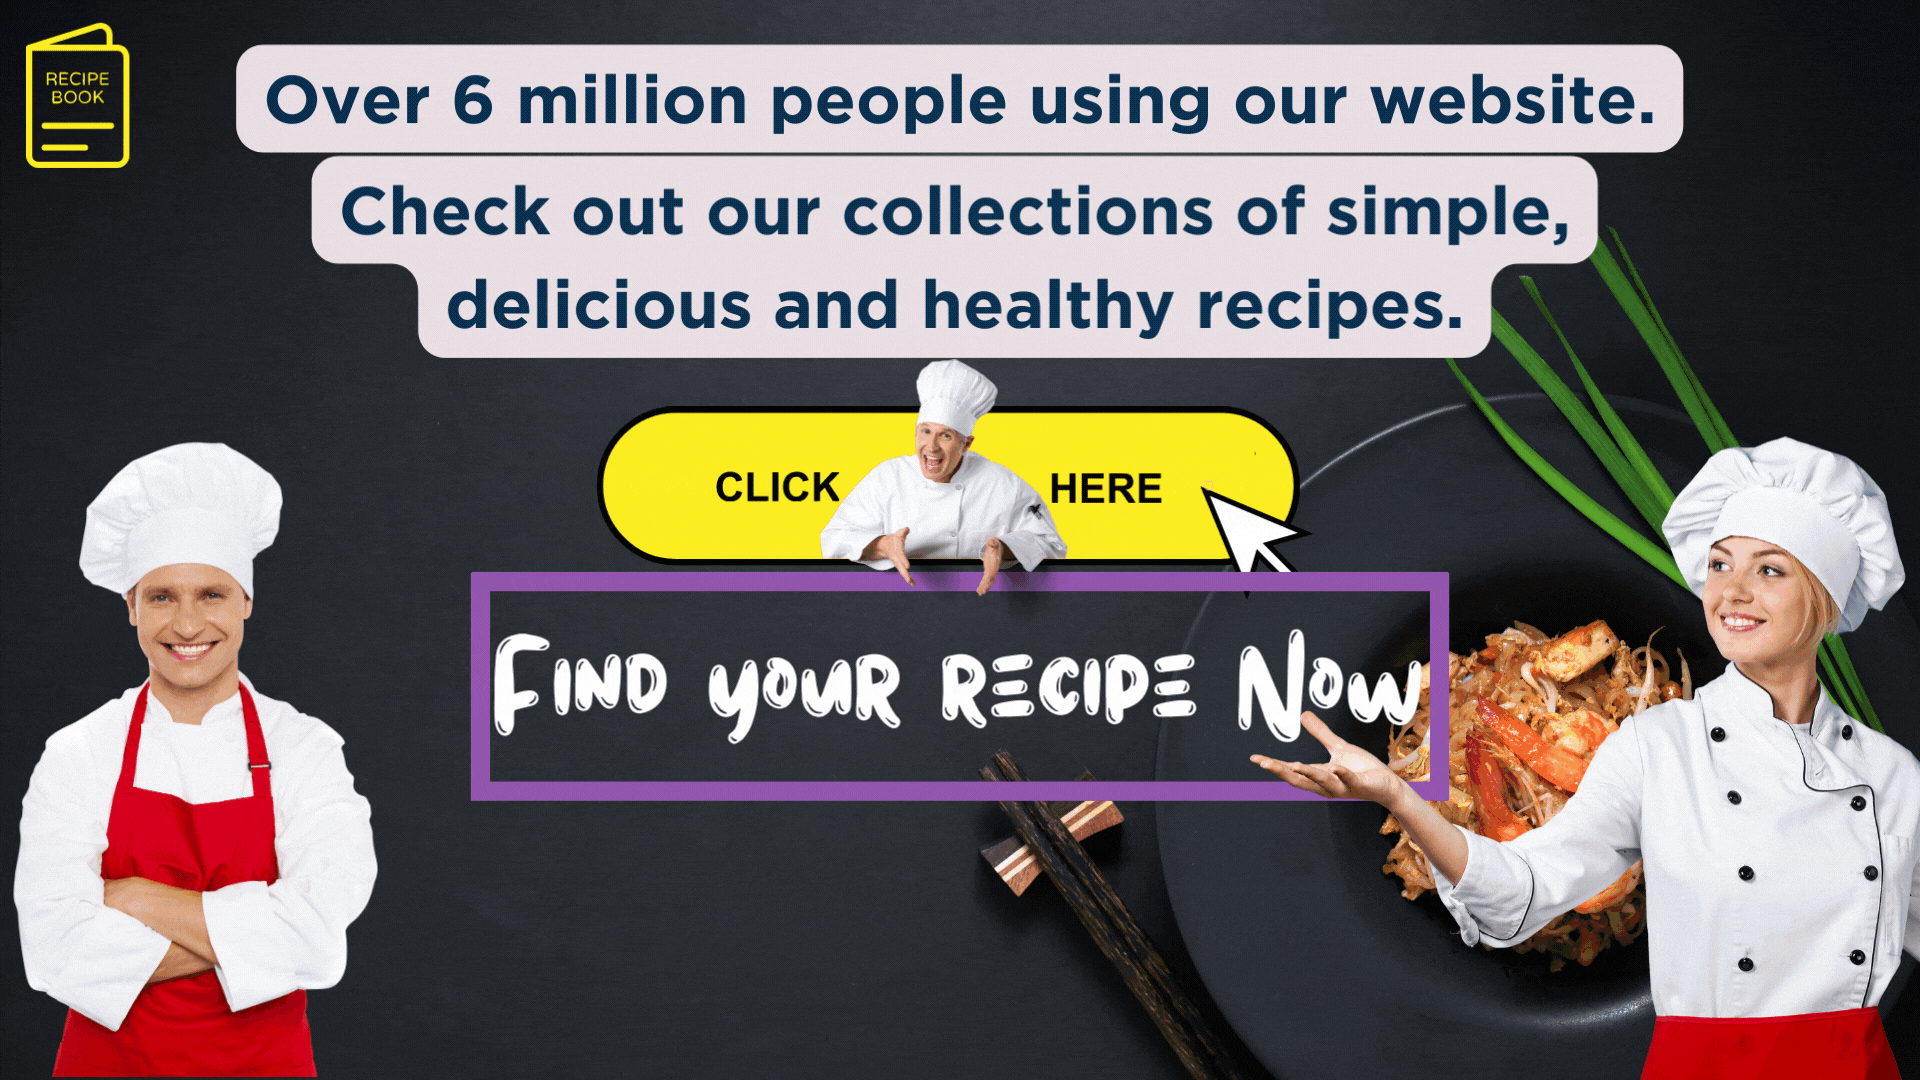 RECIPE
BOOK
Over 6 million people using our website.
Check out our collections of simple,
delicious and healthy recipes.
CLICK HERE
FIND YOUR RECIPE NOW